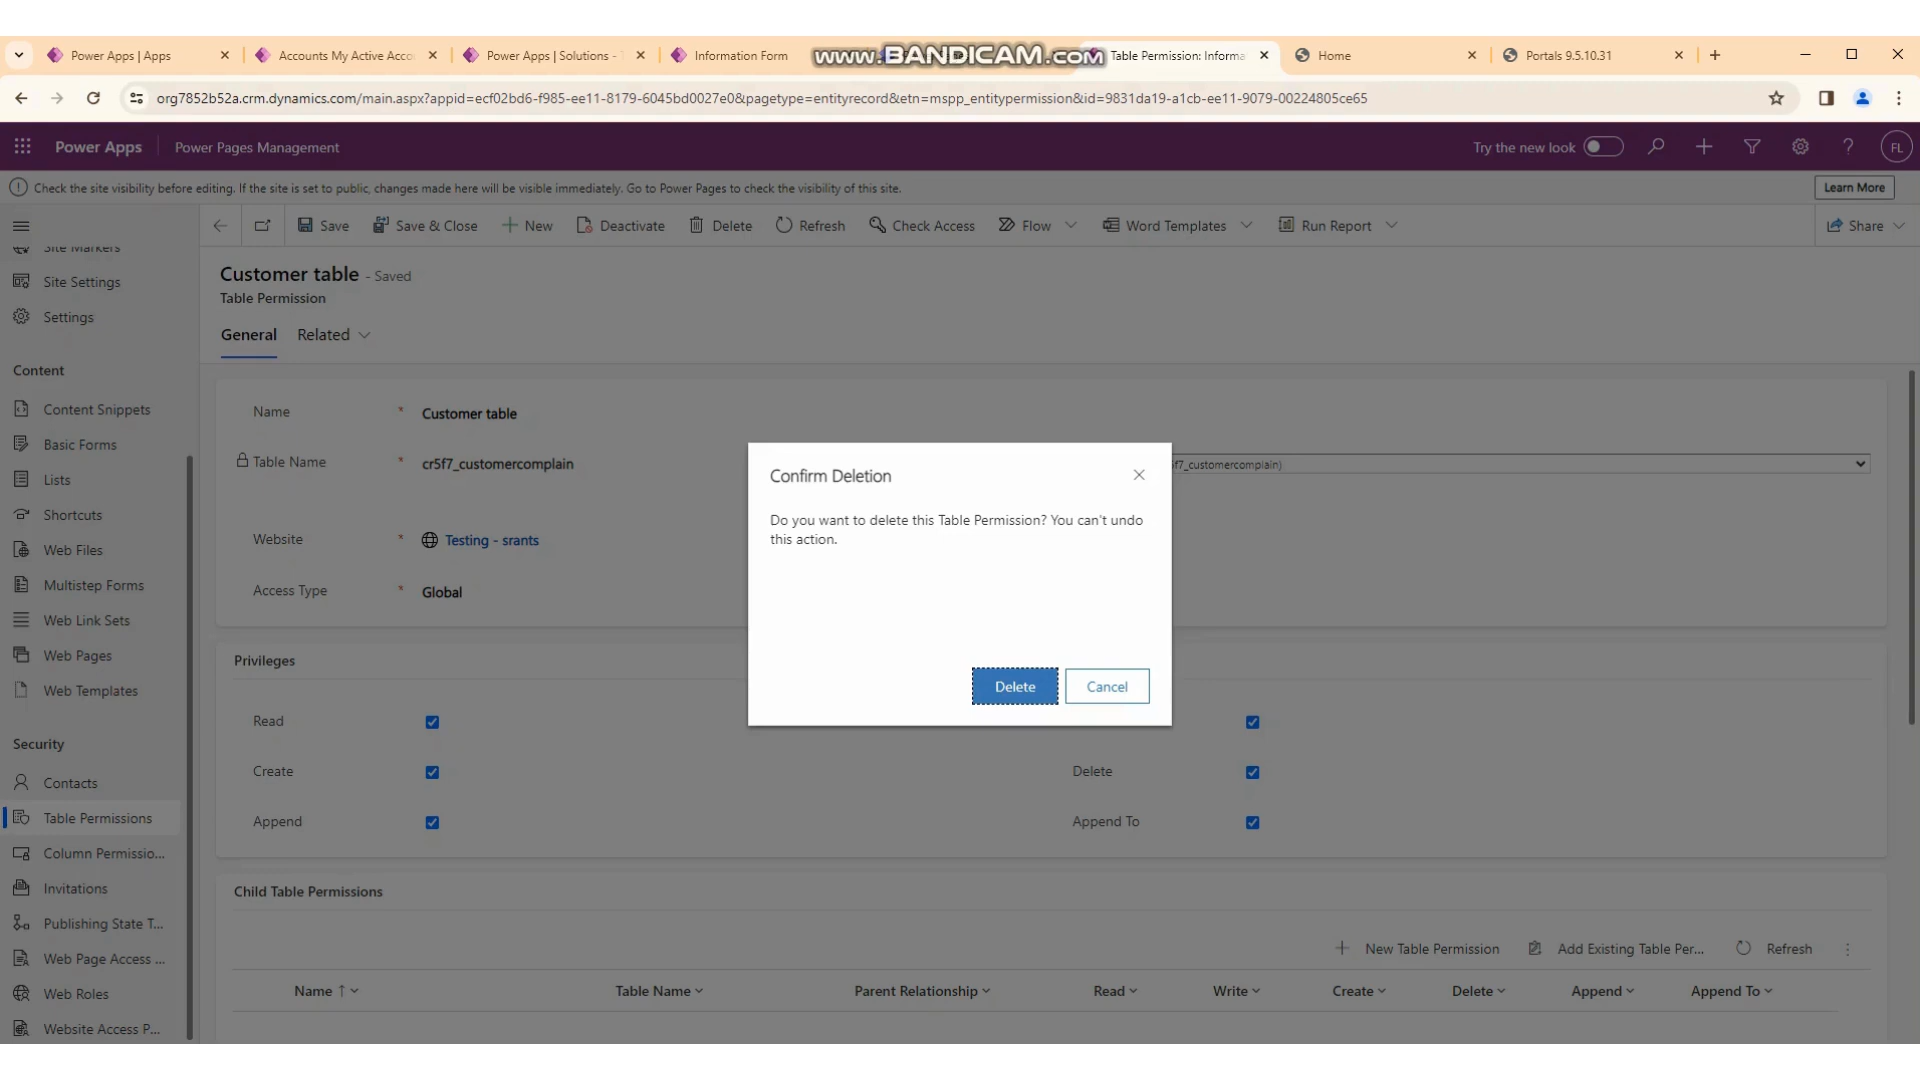 Power Apps | Apps
Accounts My Active Acco
Power Apps | Solutions -
Information Form
www.BANDICAM.com
Table Permission: Informa
Home
Portals 9.5.10.31
org7852b52a.crm.dynamics.com/main.aspx?appid=ecf02bd6-f985-ee11-8179-6045bd0027e0&pagetype=entityrecord&etn=mspp_entitypermission&id=9831da19-a1cb-ee11-9079-00224805ce65
Power Apps
Power Pages Management
Try the new look
FL
Check the site visibility before editing. If the site is set to public, changes made here will be visible immediately. Go to Power Pages to check the visibility of this site.
Learn More
Save
Save & Close
New
Deactivate
Delete
Refresh
Check Access
Flow
Word Templates
Run Report
Share
Site Markers
Site Settings
Settings
Content
Content Snippets
Basic Forms
Lists
Shortcuts
Web Files
Multistep Forms
Web Link Sets
Web Pages
Web Templates
Security
Contacts
Table Permissions
Column Permissio...
Invitations
Publishing State T...
Web Page Access ...
Web Roles
Website Access P...
Customer table - Saved
Table Permission
General
Related
Name * Customer table
Table Name * cr5f7_customercomplain
f7_customercomplain)
Website * Testing - srants
Access Type * Global
Confirm Deletion
Do you want to delete this Table Permission? You can't undo
this action.
Delete
Cancel
Privileges
Read
Create
Delete
Append
Append To
Child Table Permissions
New Table Permission
Add Existing Table Per...
Refresh
Name ↑
Table Name
Parent Relationship
Read
Write
Create
Delete
Append
Append To